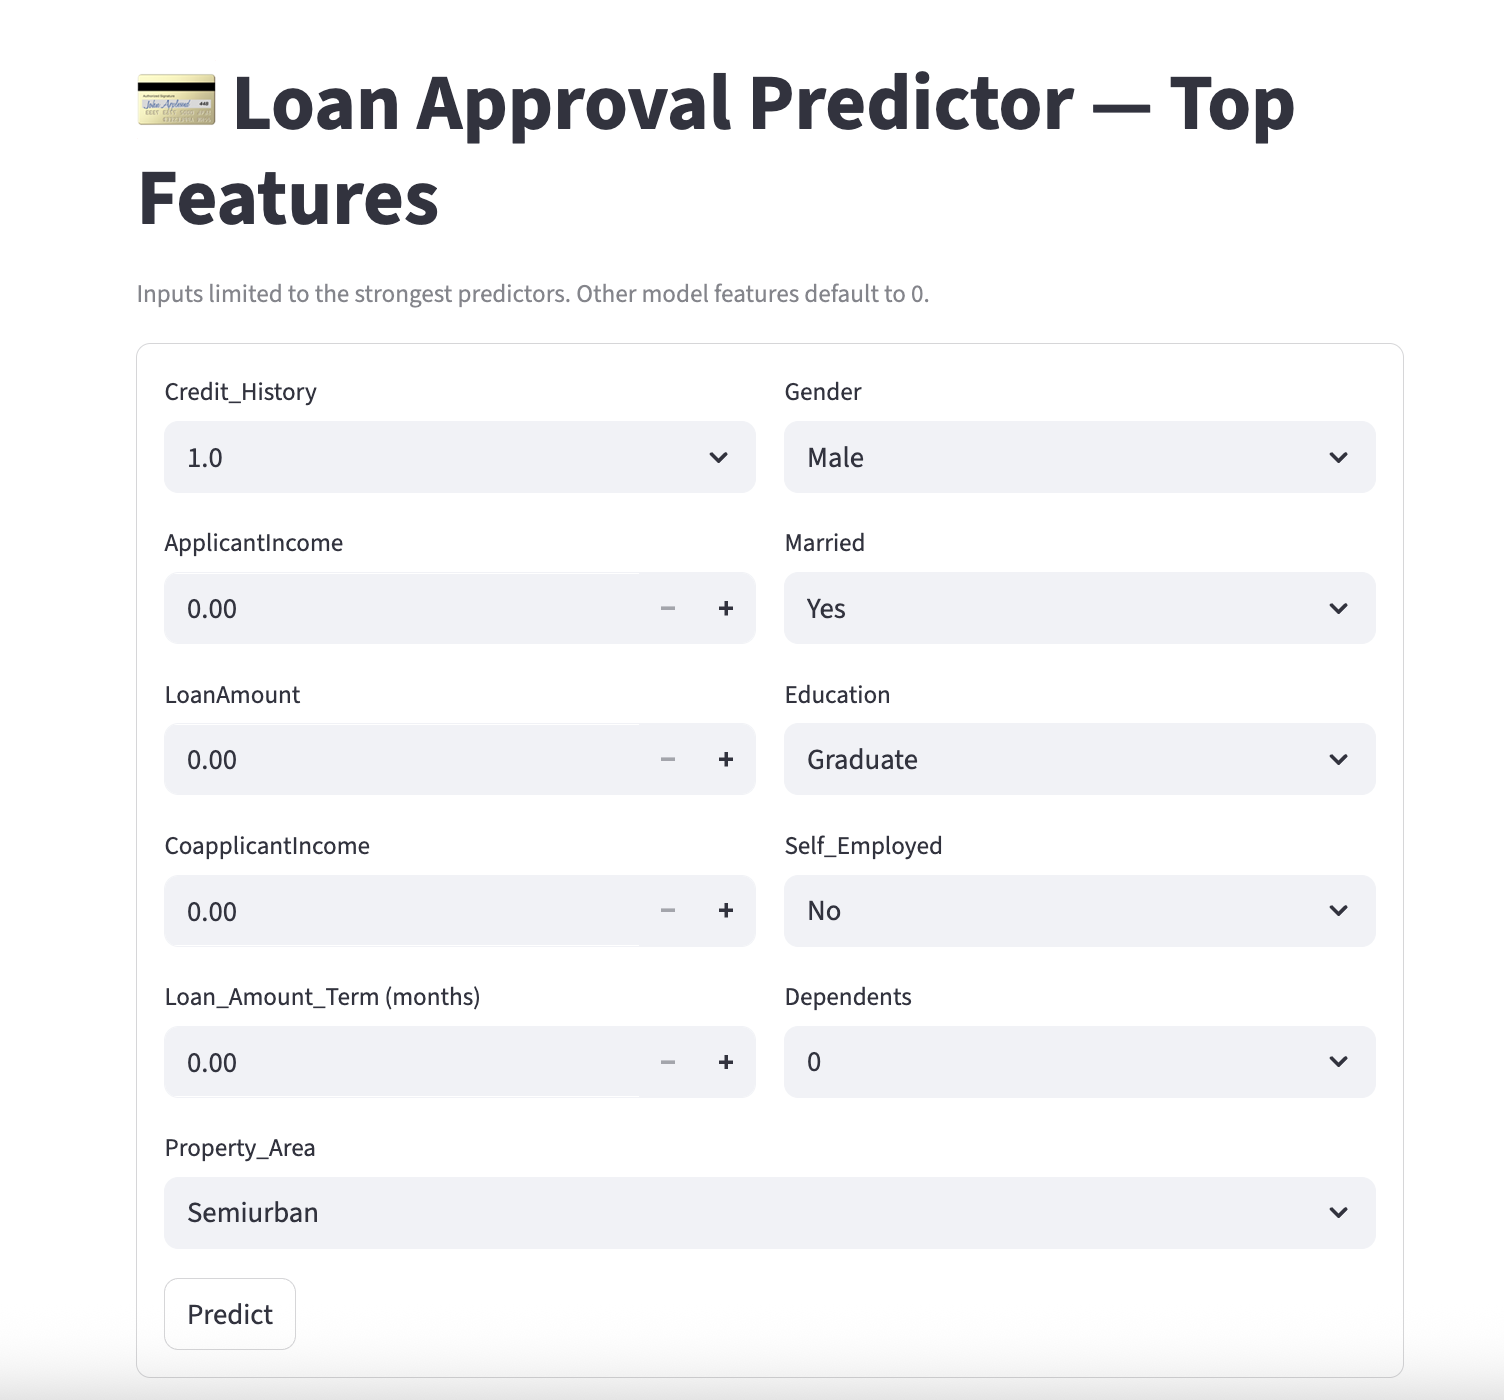 Loan Approval Predictor — Top
Features
Inputs limited to the strongest predictors. Other model features default to 0.
Credit_History
1.0
Gender
Male
ApplicantIncome
0.00
Married
Yes
LoanAmount
0.00
Education
Graduate
CoapplicantIncome
0.00
Self_Employed
No
Loan_Amount_Term (months)
0.00
Dependents
0
Property_Area
Semiurban
Predict